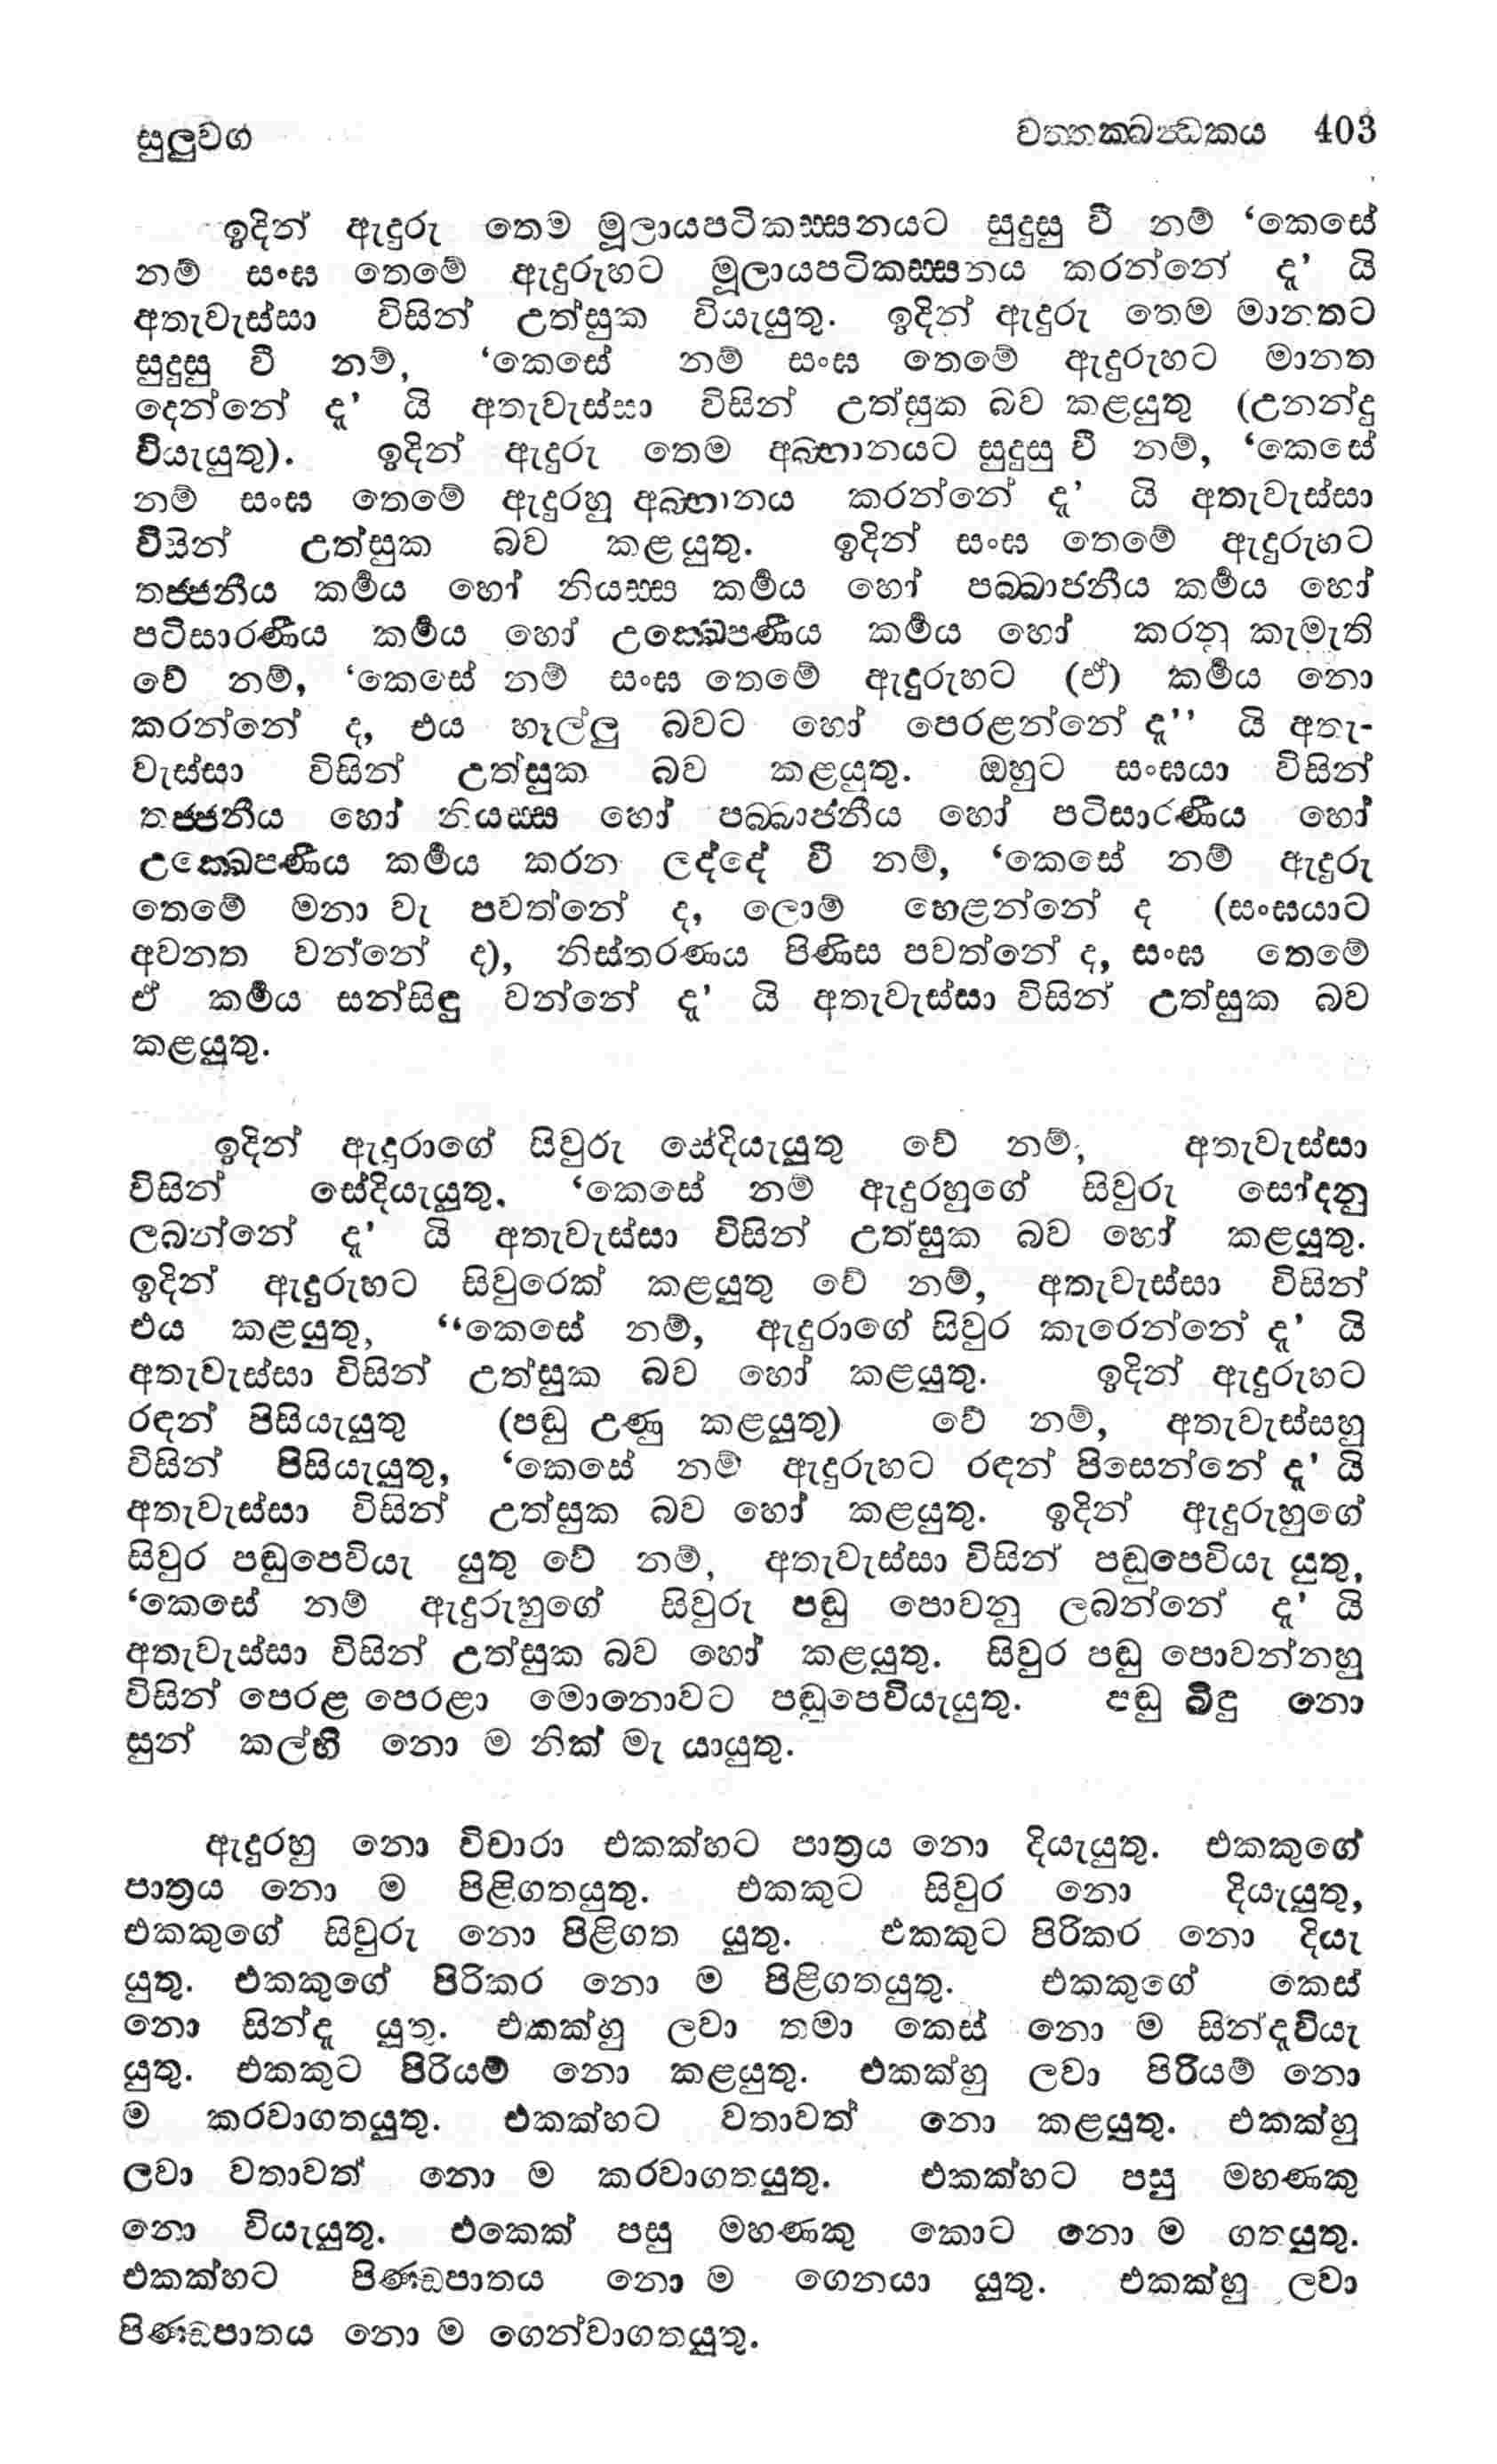 සුලුවග
වත්තක්ඛන්ධකය 403
ඉදින් ඇදුරු තෙම මූලායපටිකස්සනයට සුදුසු වී නම් ‘කෙසේ
නම් සංඝ තෙමේ ඇදුරුහට මූලායපටිකස්සනය කරන්නේ දූ’ යි
අතැවැස්සා විසින් උත්සුක වියැයුතු. ඉදින් ඇදුරු තෙම මානතට
සුදුසු වී නම්, ‘කෙසේ නම් සංඝ තෙමේ ඇදුරුහට මානත
දෙන්නේ දූ’ යි අතැවැස්සා විසින් උත්සුක බව කළයුතු (උනන්දු
වියැයුතු). ඉදින් ඇදුරු තෙම අබ්භානයට සුදුසු වී නම්, ‘කෙසේ
නම් සංඝ තෙමේ ඇදුරහු අබ්භානය කරන්නේ දූ’ යි අතැවැස්සා
විසින් උත්සුක බව කළයුතු. ඉදින් සංඝ තෙමේ ඇදුරුහට
තජ්ජනීය කර්‍මය හෝ නියස්ස කර්‍මය හෝ පබ්බාජනීය කර්‍මය හෝ
පටිසාරණීය කර්‍මය හෝ උක්ඛේපණීය කර්‍මය හෝ කරනු කැමැති
වේ නම්, ‘කෙසේ නම් සංඝ තෙමේ ඇදුරුහට (ඒ) කර්‍මය නො
කරන්නේ ද, එය හෑල්ලු බවට හෝ පෙරළන්නේ දූ’’ යි අතැ-
වැස්සා විසින් උත්සුක බව කළයුතු. ඔහුට සංඝයා විසින්
තජ්ජනීය හෝ නියස්ස හෝ පබ්බාජනීය හෝ පටිසාරණීය හෝ
උක්ඛේපණීය කර්‍මය කරන ලද්දේ වී නම්, ‘කෙසේ නම් ඇදුරු
තෙමේ මනා වැ පවත්නේ ද, ලොම් හෙළන්නේ ද (සංඝයාට
අවනත වන්නේ ද), නිස්තරණය පිණිස පවත්නේ ද, සංඝ තෙමේ
ඒ කර්‍මය සන්සිඳු වන්නේ දූ’ යි අතැවැස්සා විසින් උත්සුක බව
කළයුතු.
ඉදින් ඇදුරාගේ සිවුරු සේදියැයුතු වේ නම්, අතැවැස්සා
විසින් සේදියැයුතු, ‘කෙසේ නම් ඇදුරහුගේ සිවුරු සෝදනු
ලබන්නේ දූ’ යි අතැවැස්සා විසින් උත්සුක බව හෝ කළයුතු.
ඉදින් ඇදුරුහට සිවුරෙක් කළයුතු වේ නම්, අතැවැස්සා විසින්
එය කළයුතු, “කෙසේ නම්, ඇදුරාගේ සිවුර කැරෙන්නේ දූ’ යි
අතැවැස්සා විසින් උත්සුක බව හෝ කළයුතු. ඉදින් ඇදුරුහට
රඳන් පිසියැයුතු (පඬු උණු කළයුතු) වේ නම්, අතැවැස්සහු
විසින් පිසියැයුතු, ‘කෙසේ නම් ඇදුරුහට රඳන් පිසෙන්නේ දූ’ යි
අතැවැස්සා විසින් උත්සුක බව හෝ කළයුතු. ඉදින් ඇදුරුහුගේ
සිවුර පඬුපෙවියැ යුතු වේ නම්, අතැවැස්සා විසින් පඬුපෙවියැ යුතු,
‘කෙසේ නම් ඇදුරුහුගේ සිවුරු පඬු පොවනු ලබන්නේ දූ’ යි
අතැවැස්සා විසින් උත්සුක බව හෝ කළයුතු. සිවුර පඬු පොවන්නහු
විසින් පෙරළ පෙරළා මොනොවට පඬුපෙවියැයුතු. පඬු බිඳු නො
සුන් කල්හි නො ම නික් මැ යායුතු.
ඇදුරහු නො විචාරා එකක්හට පාත්‍රය නො දියැයුතු. එකකුගේ
පාත්‍රය නො ම පිළිගතයුතු. එකකුට සිවුර නො දියැයුතු,
එකකුගේ සිවුරු නො පිළිගත යුතු. එකකුට පිරිකර නො දියැ
යුතු. එකකුගේ පිරිකර නො ම පිළිගතයුතු. එකකුගේ කෙස්
නො සින්දූ යුතු. එකක්හු ලවා තමා කෙස් නො ම සින්දූවියැ
යුතු. එකකුට පිරියම් නො කළයුතු. එකක්හු ලවා පිරියම් නො
ම කරවාගතයුතු. එකක්හට වතාවත් නො කළයුතු. එකක්හු
ලවා වතාවත් නො ම කරවාගතයුතු. එකක්හට පසු මහණකු
නො වියැයුතු. එකෙක් පසු මහණකු කොට නො ම ගතයුතු.
එකක්හට පිණ්ඩපාතය නො ම ගෙනයා යුතු. එකක්හු ලවා
පිණ්ඩපාතය නො ම ගෙන්වාගතයුතු.